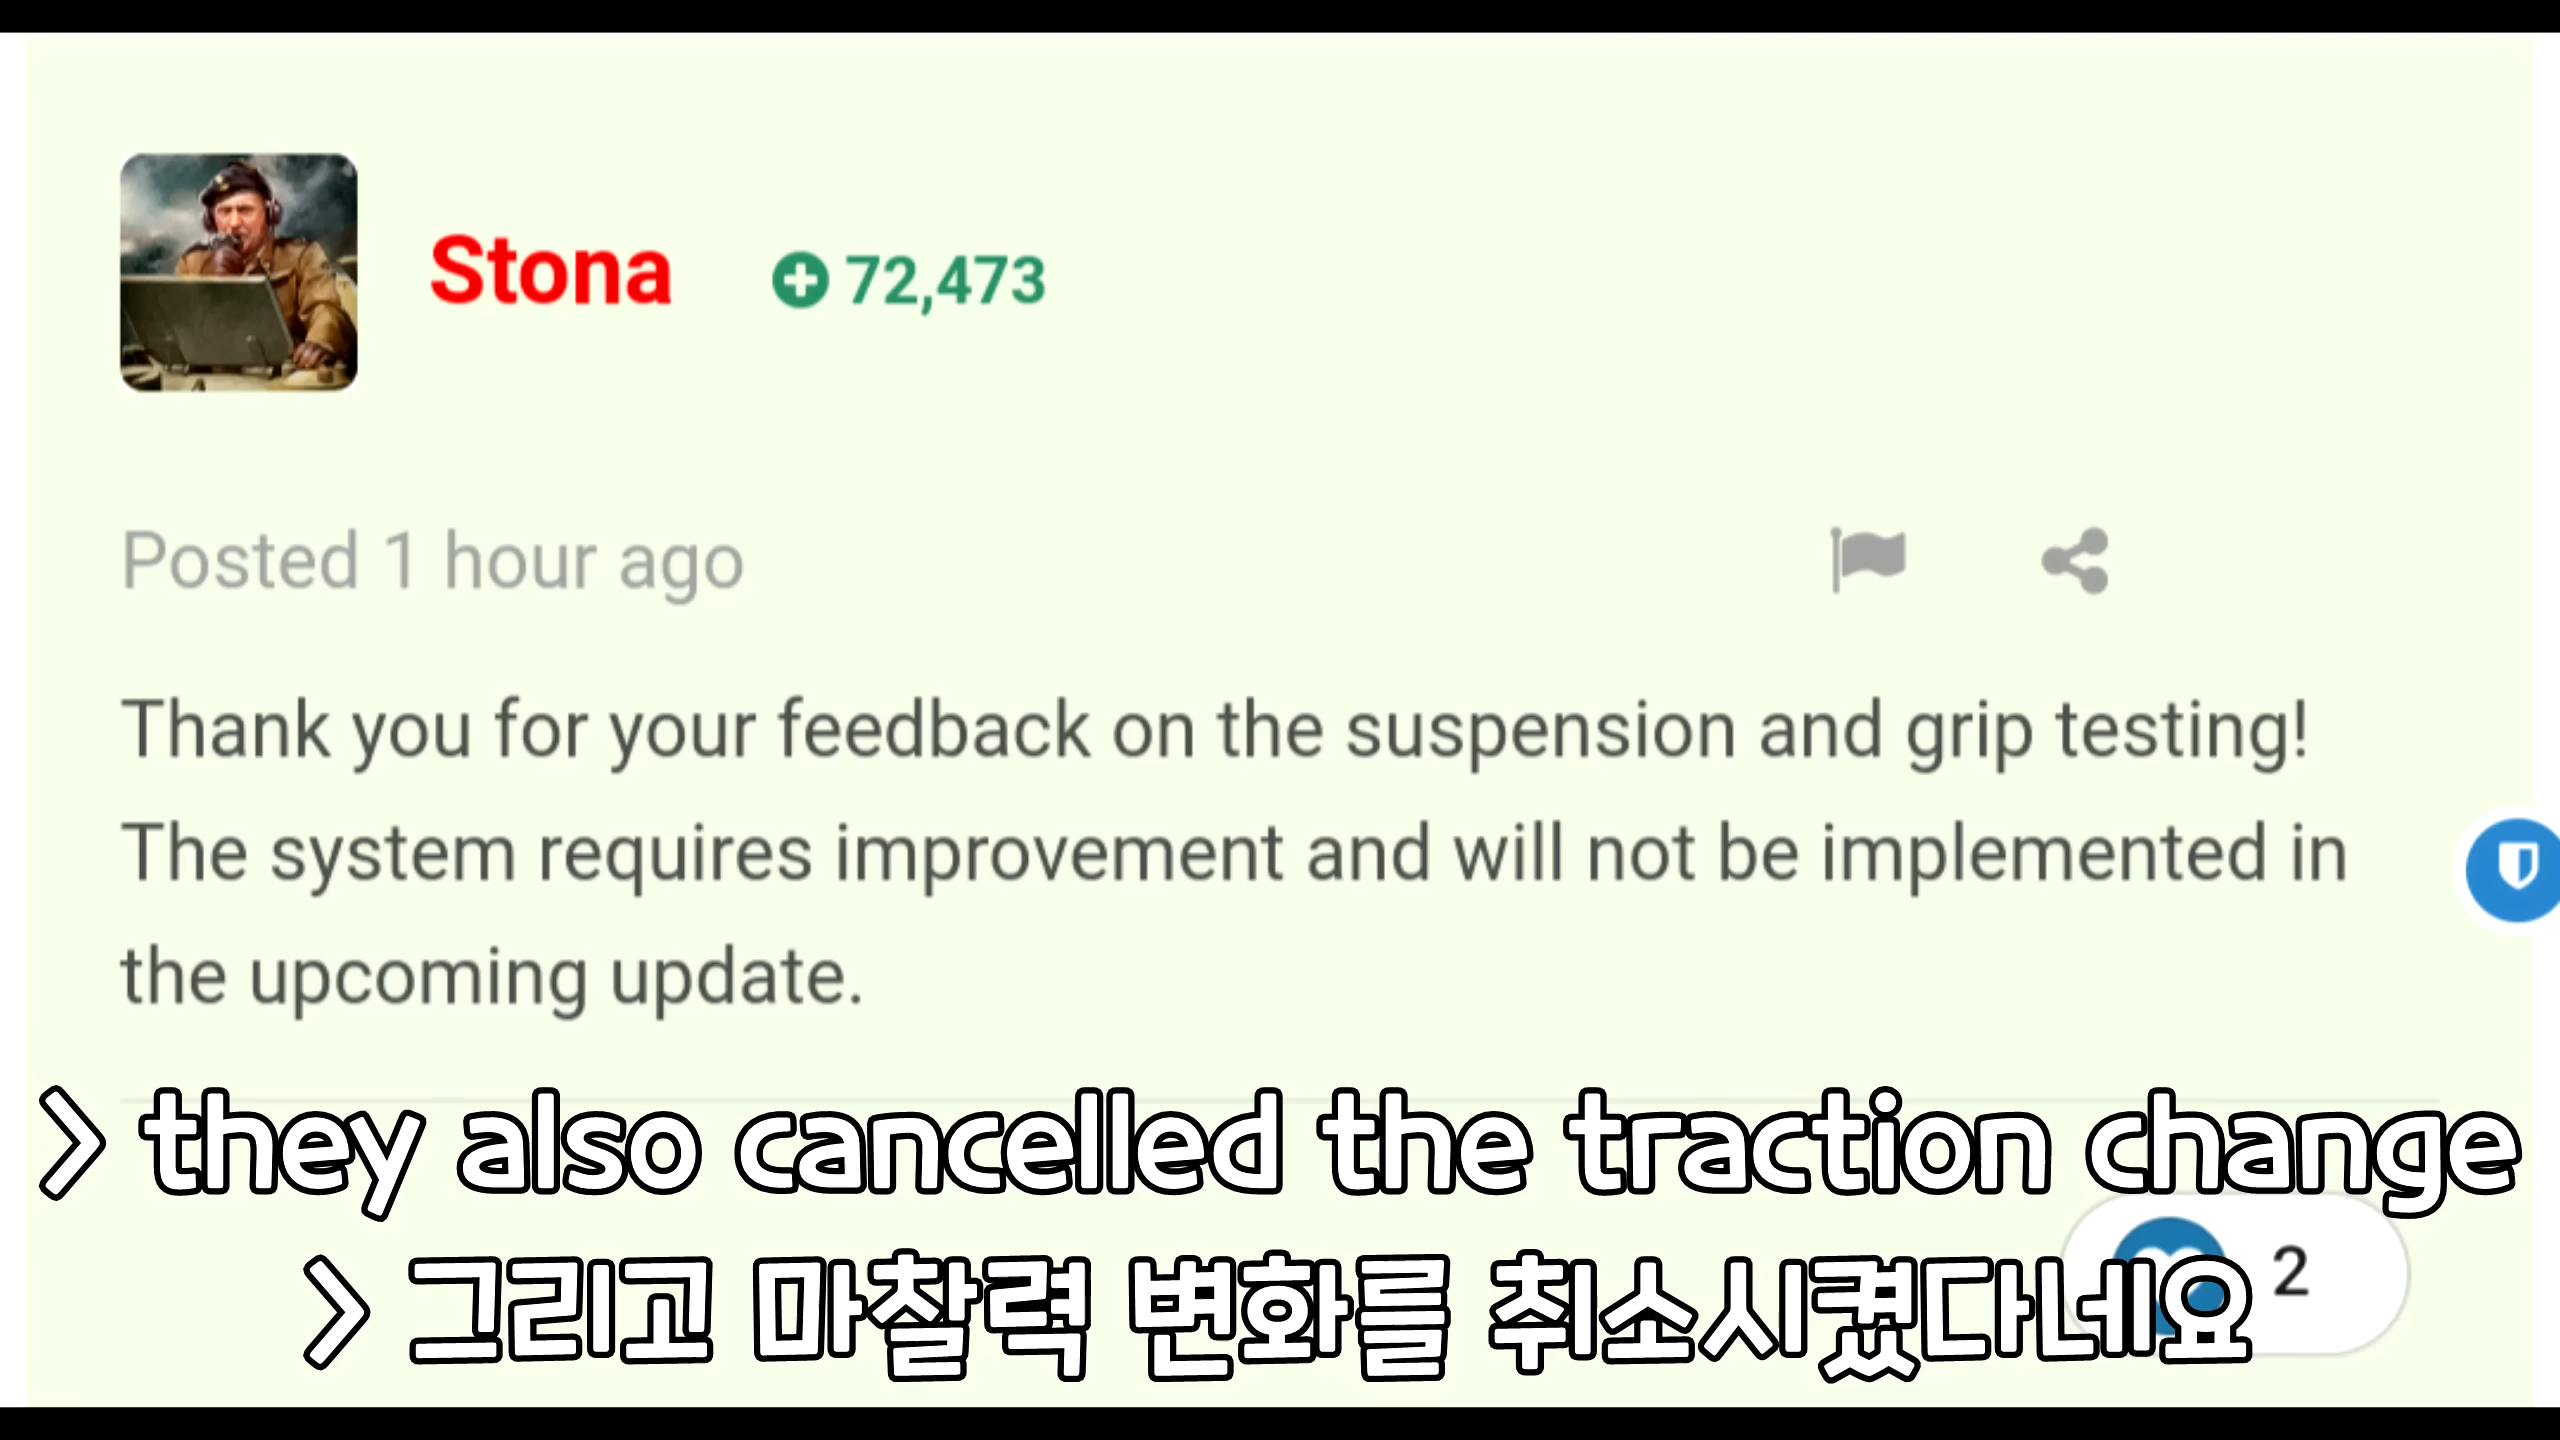 Stona 72,473
Posted 1 hour ago
Thank you for your feedback on the suspension and grip testing!
The system requires improvement and will not be implemented in
the upcoming update.
> they also cancelled the traction change
2
> 그리고 마찰력 변화를 취소시켰다네요